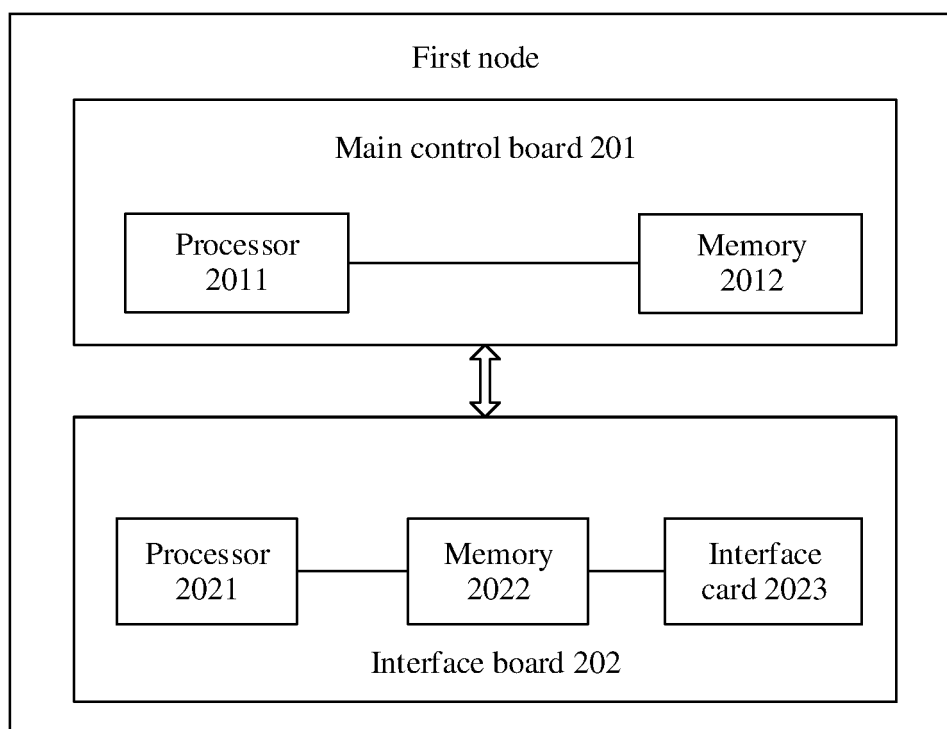 First node
Main control board 201
Processor
2011
Memory
2012
Processor
2021
Memory
2022
Interface
card 2023
Interface board 202